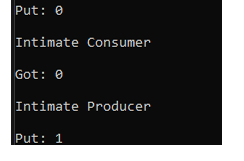 Put: 0
Intimate Consumer
Got: 0
Intimate Producer
Put: 1